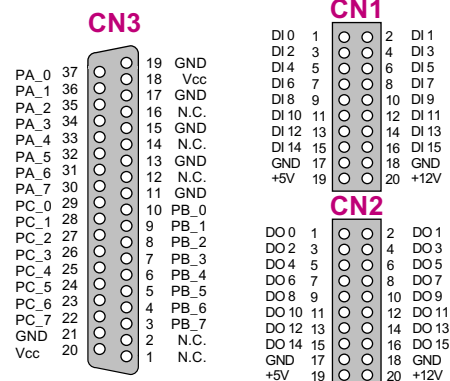 CN3
19 GND
PA_0 37
18 Vcc
PA_1 36
17 GND
PA_2 35
16 N.C.
PA_3 34
15 GND
PA_4 33
14 N.C.
PA_5 32
13 GND
PA_6 31
12 N.C.
PA_7 30
11 GND
PC_0 29
10 PB_0
PC_1 28
9 PB_1
PC_2 27
8 PB_2
PC_3 26
7 PB_3
PC_4 25
6 PB_4
PC_5 24
5 PB_5
PC_6 23
4 PB_6
PC_7 22
3 PB_7
GND 21
2 N.C.
Vcc 20
1 N.C.
CN1
DI 0 1 2 DI 1
DI 2 3 4 DI 3
DI 4 5 6 DI 5
DI 6 7 8 DI 7
DI 8 9 10 DI 9
DI 10 11 12 DI 11
DI 12 13 14 DI 13
DI 14 15 16 DI 15
GND 17 18 GND
+5V 19 20 +12V
CN2
DO 0 1 2 DO 1
DO 2 3 4 DO 3
DO 4 5 6 DO 5
DO 6 7 8 DO 7
DO 8 9 10 DO 9
DO 10 11 12 DO 11
DO 12 13 14 DO 13
DO 14 15 16 DO 15
GND 17 18 GND
+5V 19 20 +12V